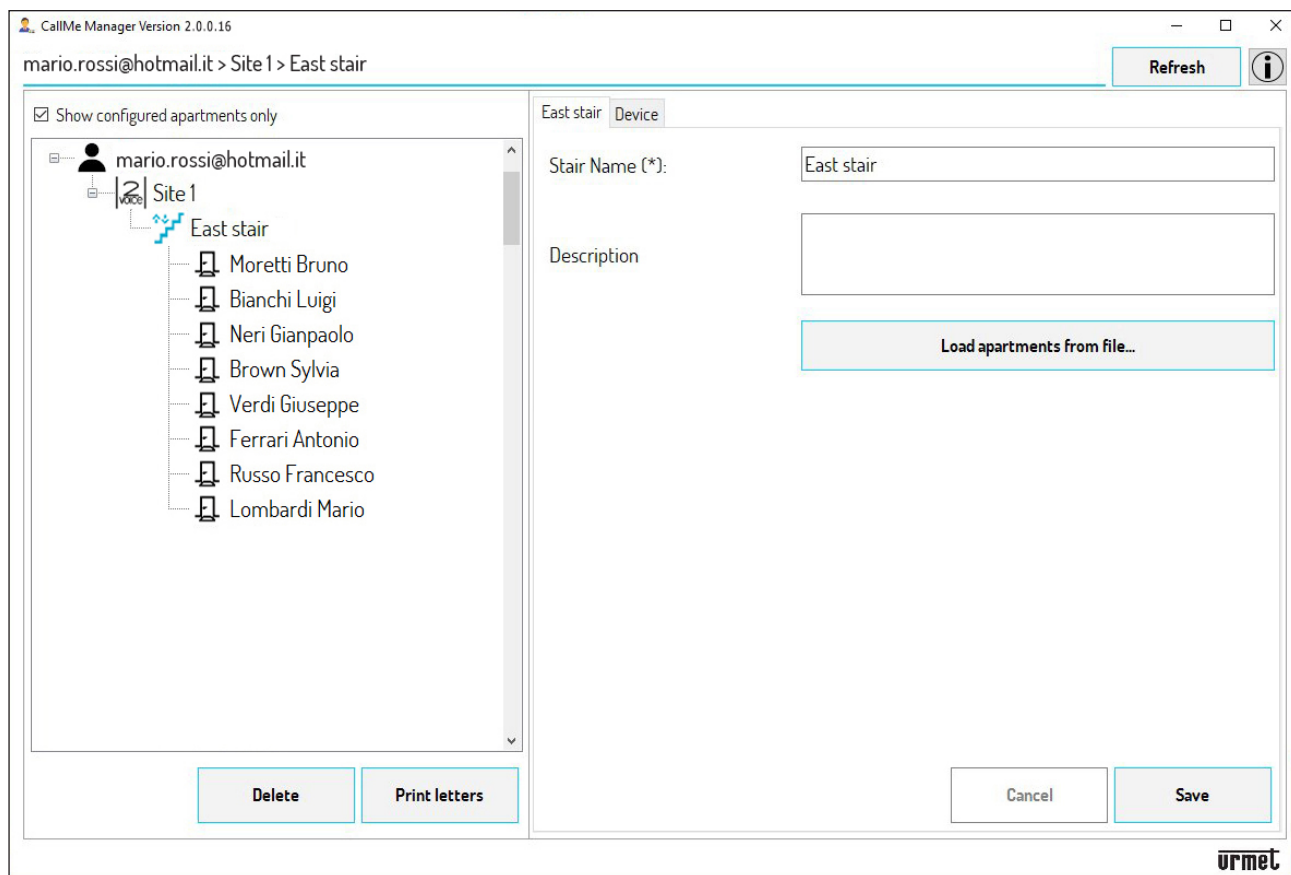 CallMe Manager Version 2.0.0.16
mario.rossi@hotmail.it > Site 1 > East stair
Refresh
i
Show configured apartments only
mario.rossi@hotmail.it
2
VOICE
Site 1
East stair
Moretti Bruno
Bianchi Luigi
Neri Gianpaolo
Brown Sylvia
Verdi Giuseppe
Ferrari Antonio
Russo Francesco
Lombardi Mario
Delete
Print letters
East stair
Device
Stair Name (*):
East stair
Description
Load apartments from file...
Cancel
Save
urmet